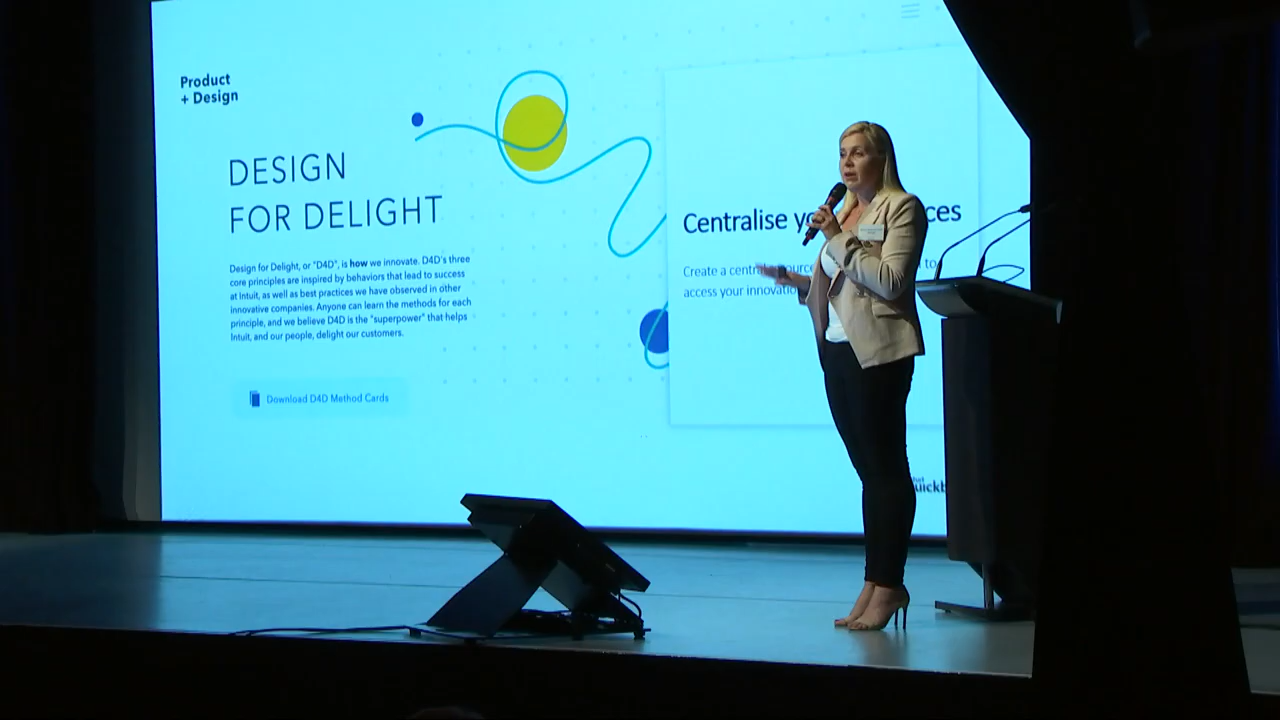 Product
+ Design
DESIGN
FOR DELIGHT
Design for Delight, or "D4D", is how we innovate. D4D's three
core principles are inspired by behaviors that lead to success
at Intuit, as well as best practices we have observed in other
innovative companies. Anyone can learn the methods for each
principle, and we believe D4D is the "superpower" that helps
Intuit, and our people, delight our customers.
Download D4D Method Cards
Centralise
Create a central to
access your